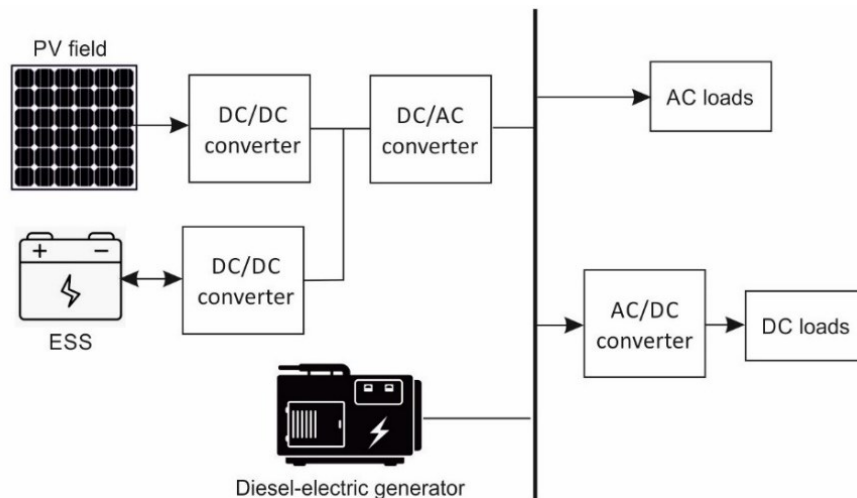 PV field
DC/DC
converter
DC/AC
converter
AC loads
+ −
DC/DC
converter
ESS
AC/DC
converter
DC loads
Diesel-electric generator